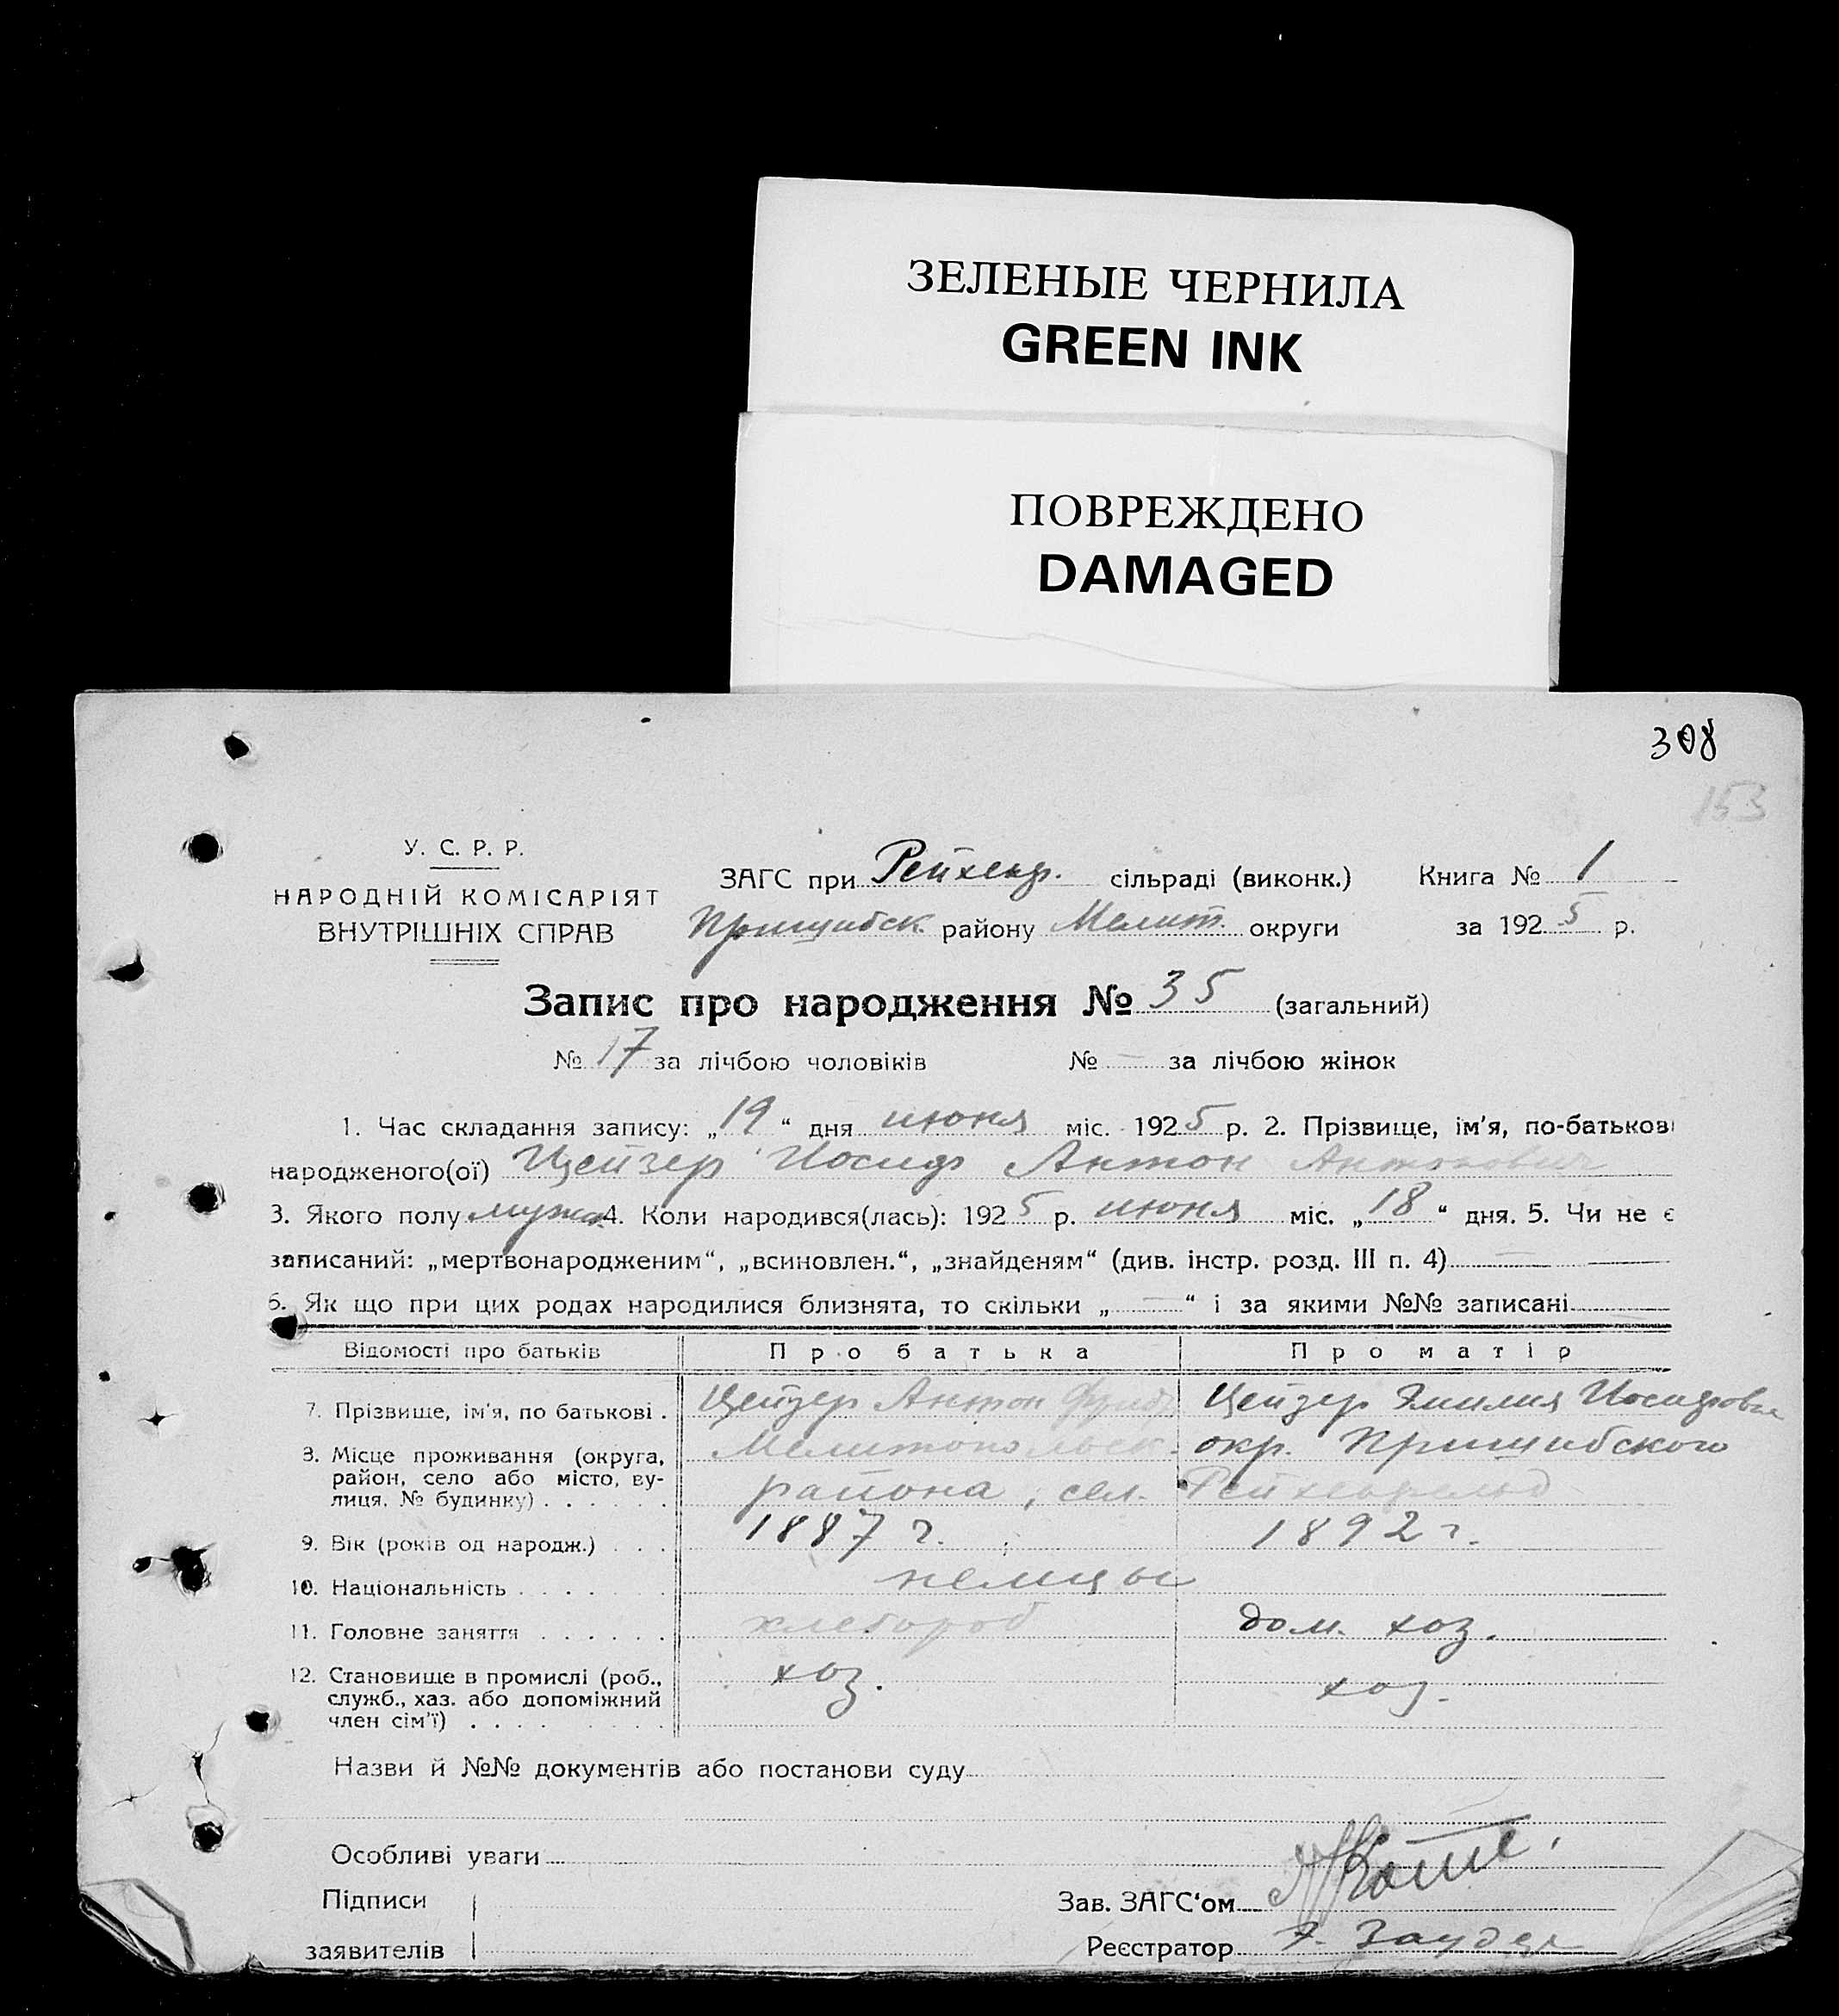 ЗЕЛЕНЫЕ ЧЕРНИЛА
GREEN INK
ПОВРЕЖДЕНО
DAMAGED
308
153
У. С. Р. Р.
НАРОДНІЙ КОМІСАРІЯТ
ВНУТРІШНІХ СПРАВ
ЗАГС при Рейхенф. сільраді (виконк.) Книга № 1
Пришибск. району Мелит. округи за 1925 р.
Запис про народження № 35 (загальний)
№ 17 за лічбою чоловіків № — за лічбою жінок
1. Час складання запису: „19“ дня июня міс. 1925 р. 2. Прізвище, ім'я, по-батькові
народженого(ої) Цейзер Иосиф Антон Антонович
3. Якого полу мужс. 4. Коли народився(лась): 1925 р. июня міс. „18“ дня. 5. Чи не є
записаний: „мертвонародженим“, „всиновлен.“, „знайденям“ (див. інстр. розд. III п. 4) —
6. Як що при цих родах народилися близнята, то скільки „—“ і за якими №№ записані
Відомості про батьків Про батька Про матір
7. Прізвище, ім'я, по батькові . Цейзер Антон Фрид Цейзер Эмилия Иосифовна
8. Місце проживання (округа, район, село або місто, вулиця, № будинку) . . . . . . Мелитопольск. окр. Пришибского
района, сел. Рейхенфельд
9. Вік (років од народж.) . . . 1887 г. 1892 г.
10. Національність . . . . . немцы
11. Головне заняття . . . . . . хлебороб дом. хоз.
12. Становище в промислі (роб., служб., хаз. або допоміжний член сім'ї) . . . . . . . . хоз. хоз.
Назви й №№ документів або постанови суду
Особливі уваги
Підписи
заявителів
Зав. ЗАГС'ом
Реєстратор Заудер